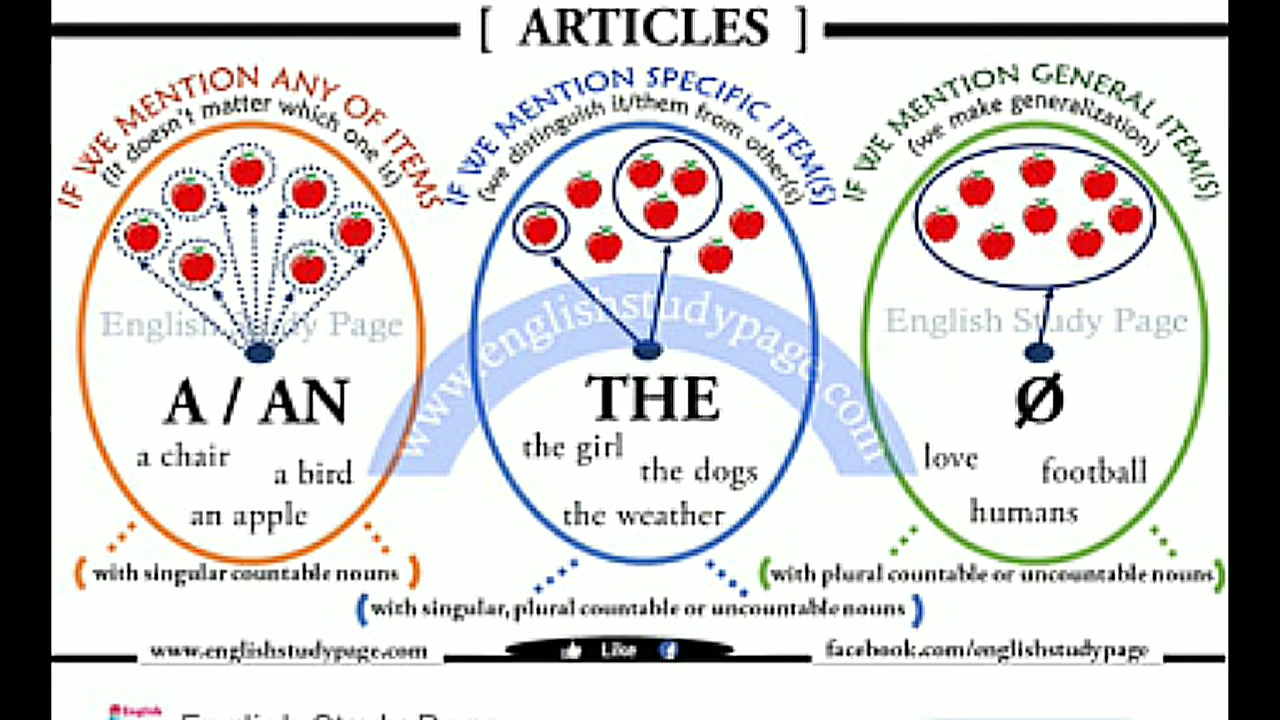 [ ARTICLES ]
IF WE MENTION ANY OF ITEMS
(it doesn't matter which one is)
English Study Page
A / AN
a chair
a bird
an apple
( with singular countable nouns )
IF WE MENTION SPECIFIC ITEM(S)
(we distinguish it/them from other(s)
www.englishstudypage.com
THE
the girl
the dogs
the weather
(with singular, plural countable or uncountable nouns )
IF WE MENTION GENERAL ITEM(S)
(we make generalization)
English Study Page
Ø
love
football
humans
(with plural countable or uncountable nouns)
www.englishstudypage.com
Like
facebook.com/englishstudypage
English
English Study Page